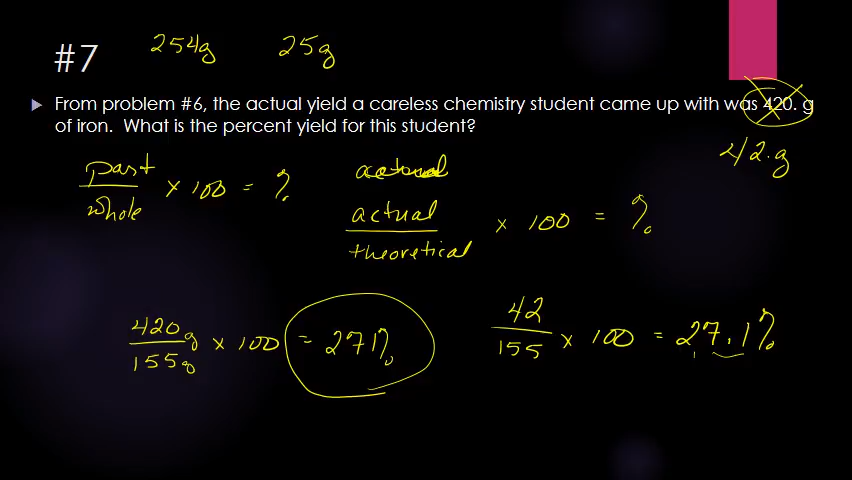 254g 25g
#7
From problem #6, the actual yield a careless chemistry student came up with was 420. g
of iron. What is the percent yield for this student?
42.g
part/whole × 100 = %
actual
actual/theoretical × 100 = %
420g/155g × 100 = 271%
42/155 × 100 = 27.1%